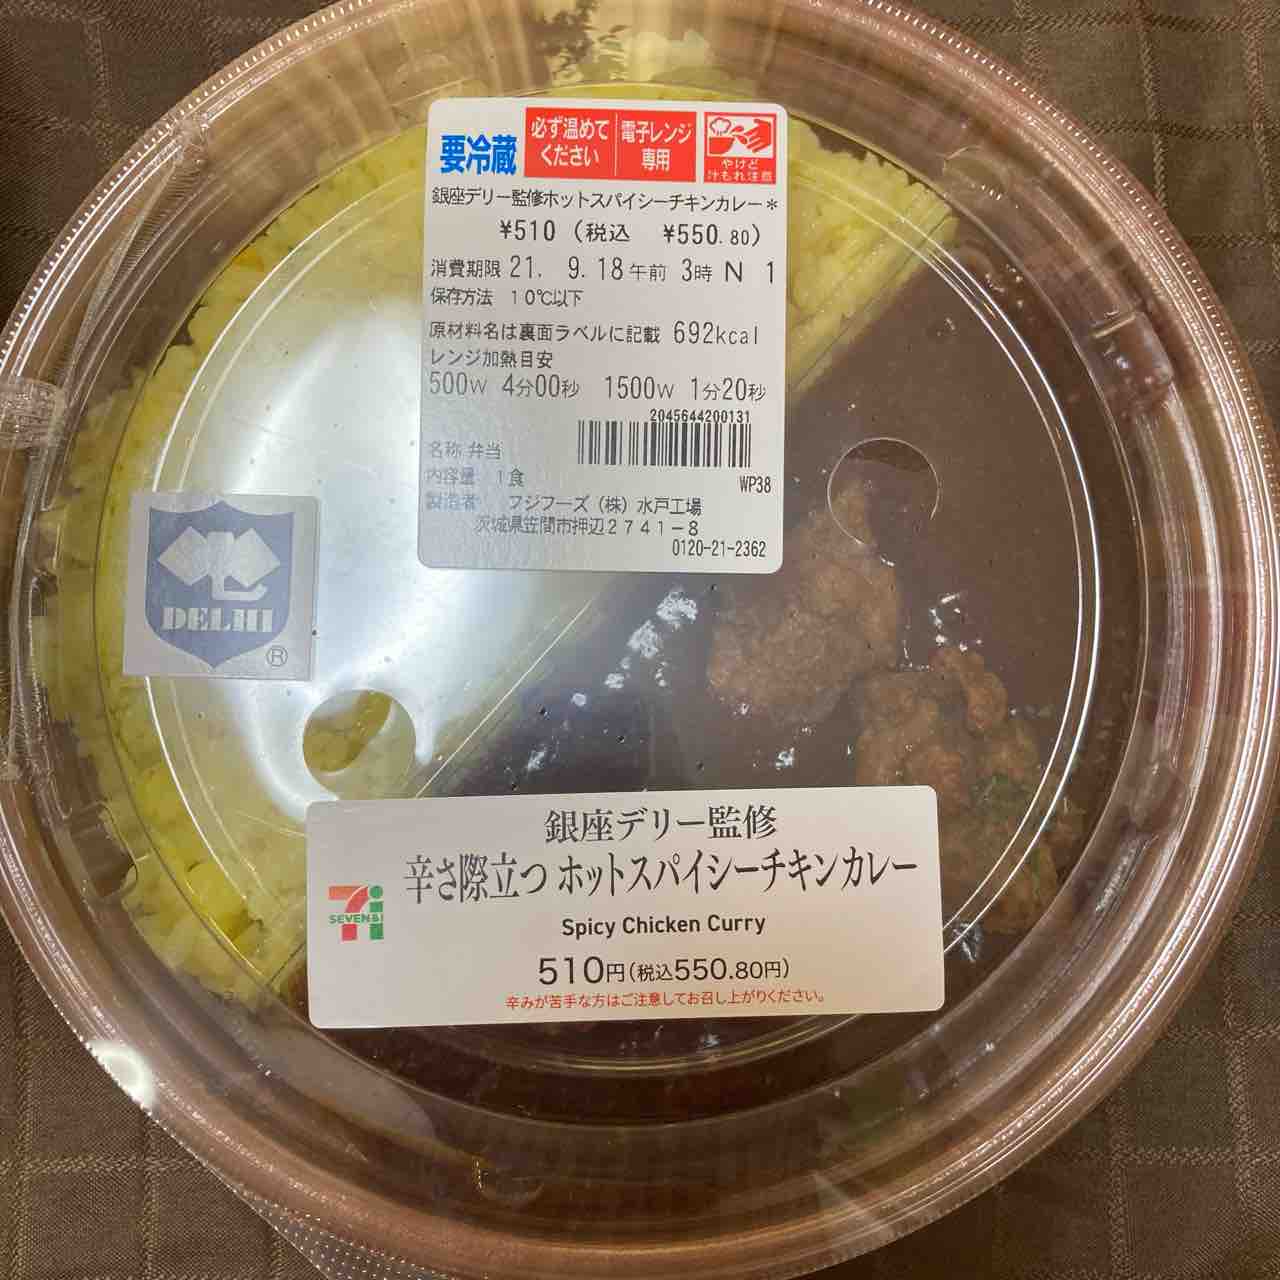 要冷蔵
必ず温めて
ください
電子レンジ
専用
やけど
汁もれ注意
銀座デリー監修ホットスパイシーチキンカレー*
¥510 (税込 ¥550.80)
消費期限 21. 9.18午前 3時 N 1
保存方法 10℃以下
原材料名は裏面ラベルに記載 692kcal
レンジ加熱目安
500W 4分00秒 1500W 1分20秒
2045644200131
名称 弁当
内容量 1食
WP38
製造者 フジフーズ(株)水戸工場
茨城県笠間市押辺2741-8
0120-21-2362
DELHI
®
銀座デリー監修
辛さ際立つ ホットスパイシーチキンカレー
SEVEN&i
Spicy Chicken Curry
510円(税込550.80円)
辛みが苦手な方はご注意してお召し上がりください。